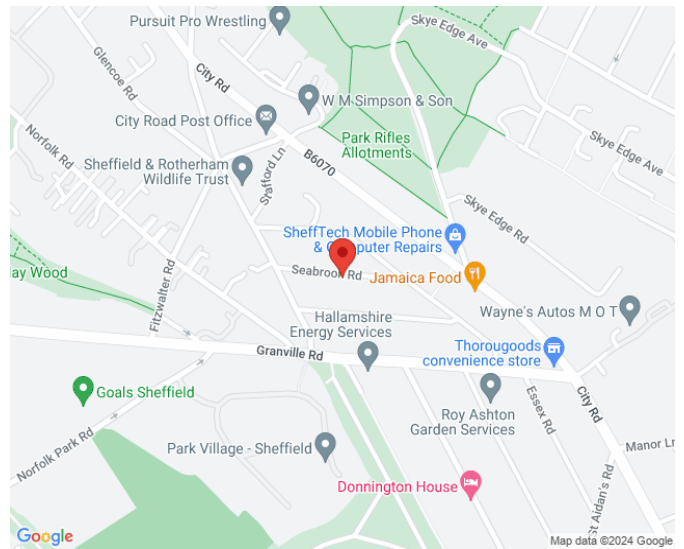 Skye Edge Ave
Pursuit Pro Wrestling
Glencoe Rd
City Rd
W M Simpson & Son
City Road Post Office
Norfolk Rd
Park Rifles
Allotments
B6070
Skye Edge Ave
Sheffield & Rotherham
Wildlife Trust
Stafford Ln
Skye Edge Rd
SheffTech Mobile Phone
& Computer Repairs
ay Wood
Seabrook Rd
Jamaica Food
Fitzwalter Rd
Wayne's Autos M O T
Hallamshire
Energy Services
Granville Rd
Thorougoods
convenience store
Goals Sheffield
Essex Rd
City Rd
Roy Ashton
Garden Services
Norfolk Park Rd
Park Village - Sheffield
Manor Ln
Donnington House
St Aidan's Rd
Google
Map data ©2024 Google